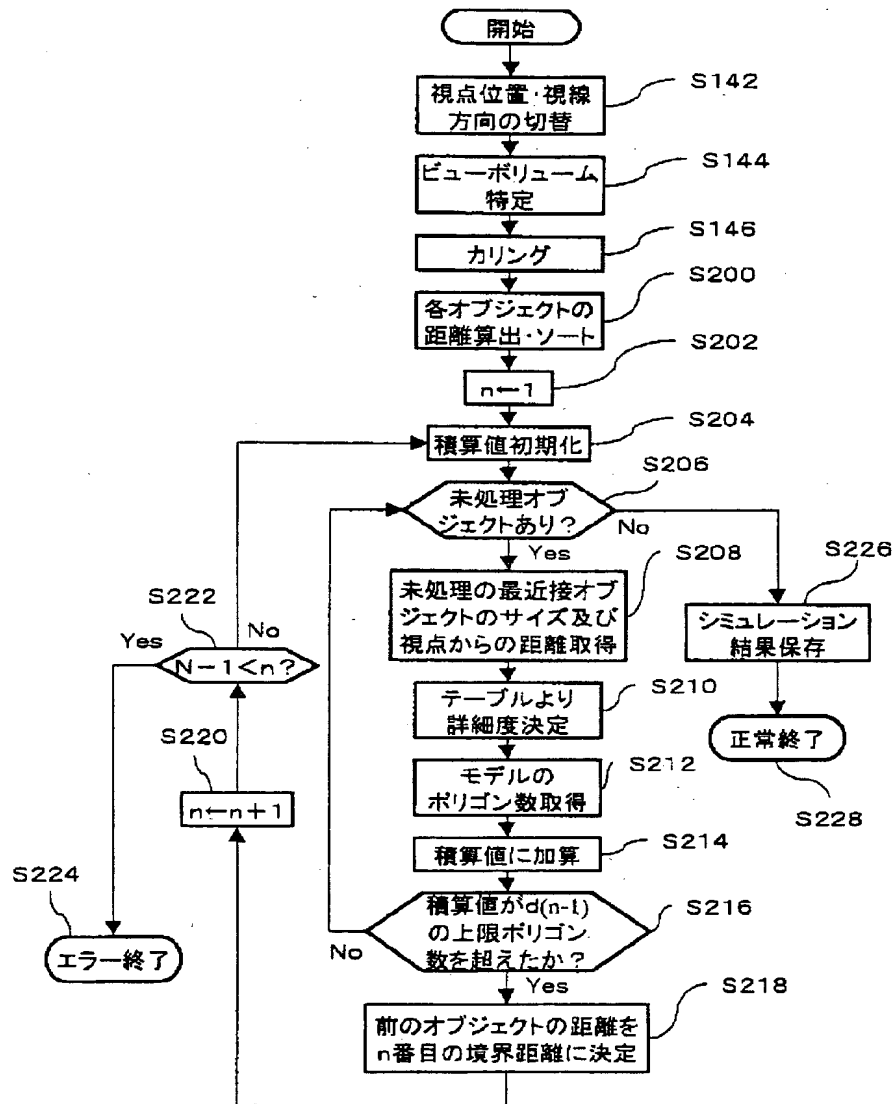 開始
視点位置・視線
方向の切替
S142
ビューボリューム
特定
S144
カリング
S146
各オブジェクトの
距離算出・ソート
S200
n←1
S202
積算値初期化
S204
未処理オブ
ジェクトあり?
S206
No
Yes
未処理の最近接オブ
ジェクトのサイズ及び
視点からの距離取得
S208
シミュレーション
結果保存
S226
S222
Yes
No
N-1<n?
テーブルより
詳細度決定
S210
正常終了
S228
S220
n←n+1
モデルの
ポリゴン数取得
S212
積算値に加算
S214
S224
エラー終了
積算値がd(n-1)
の上限ポリゴン
数を超えたか?
S216
No
Yes
前のオブジェクトの距離を
n番目の境界距離に決定
S218